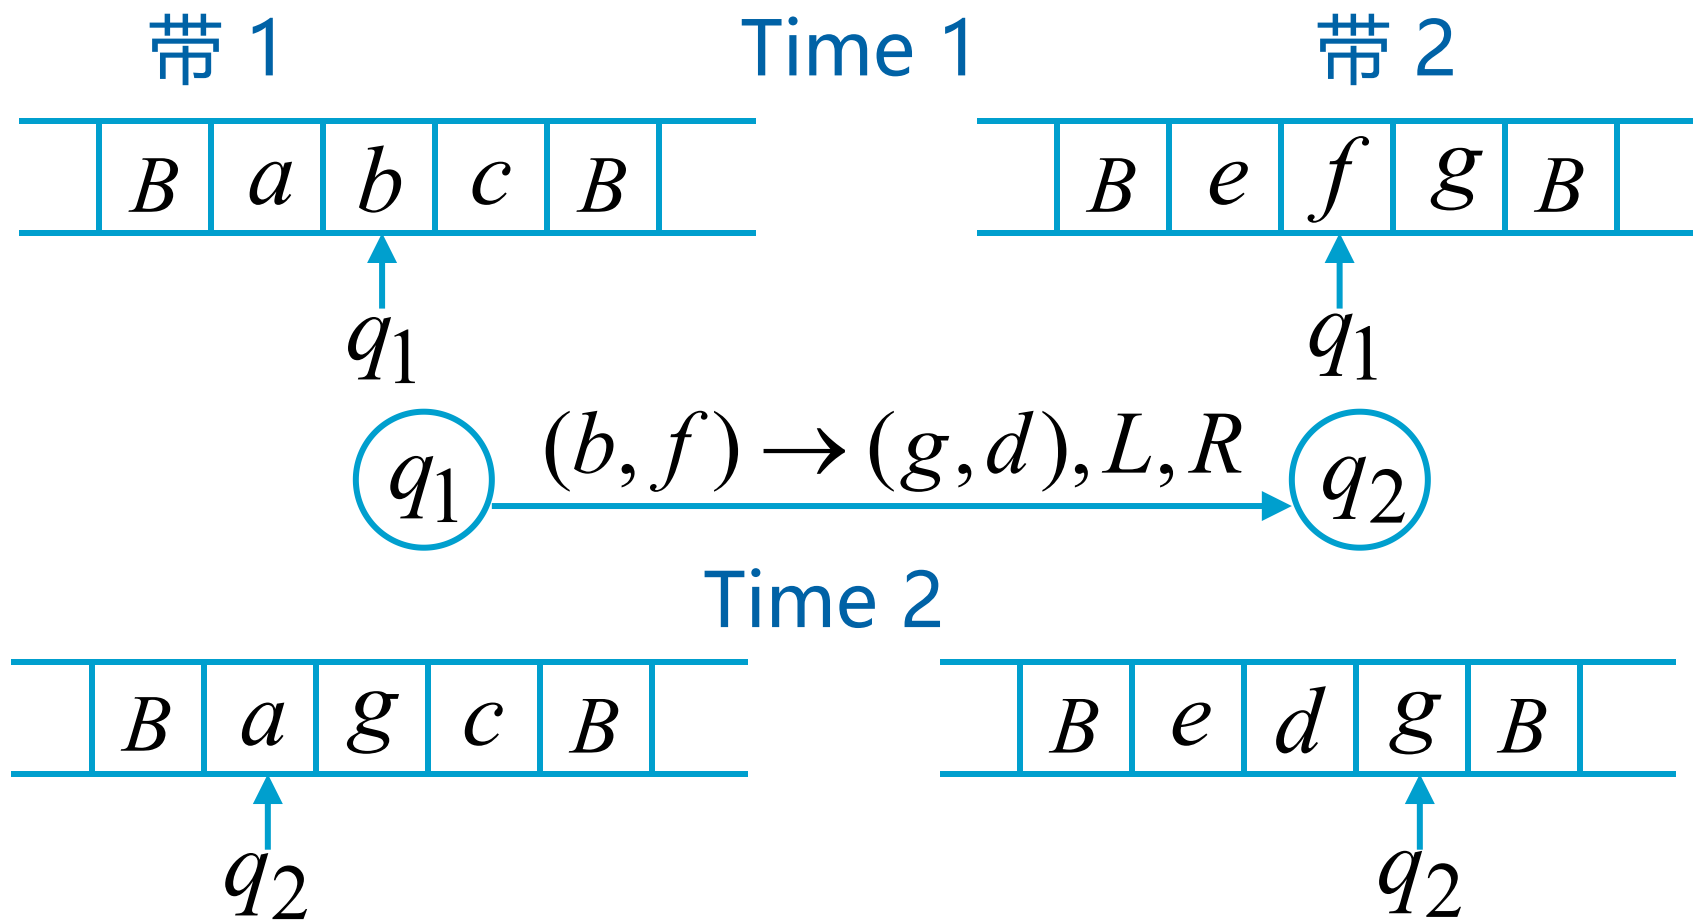 带 1 Time 1 带 2
B a b c B B e f g B
q1 q1
q1 (b, f) → (g,d), L, R q2
Time 2
B a g c B B e d g B
q2 q2